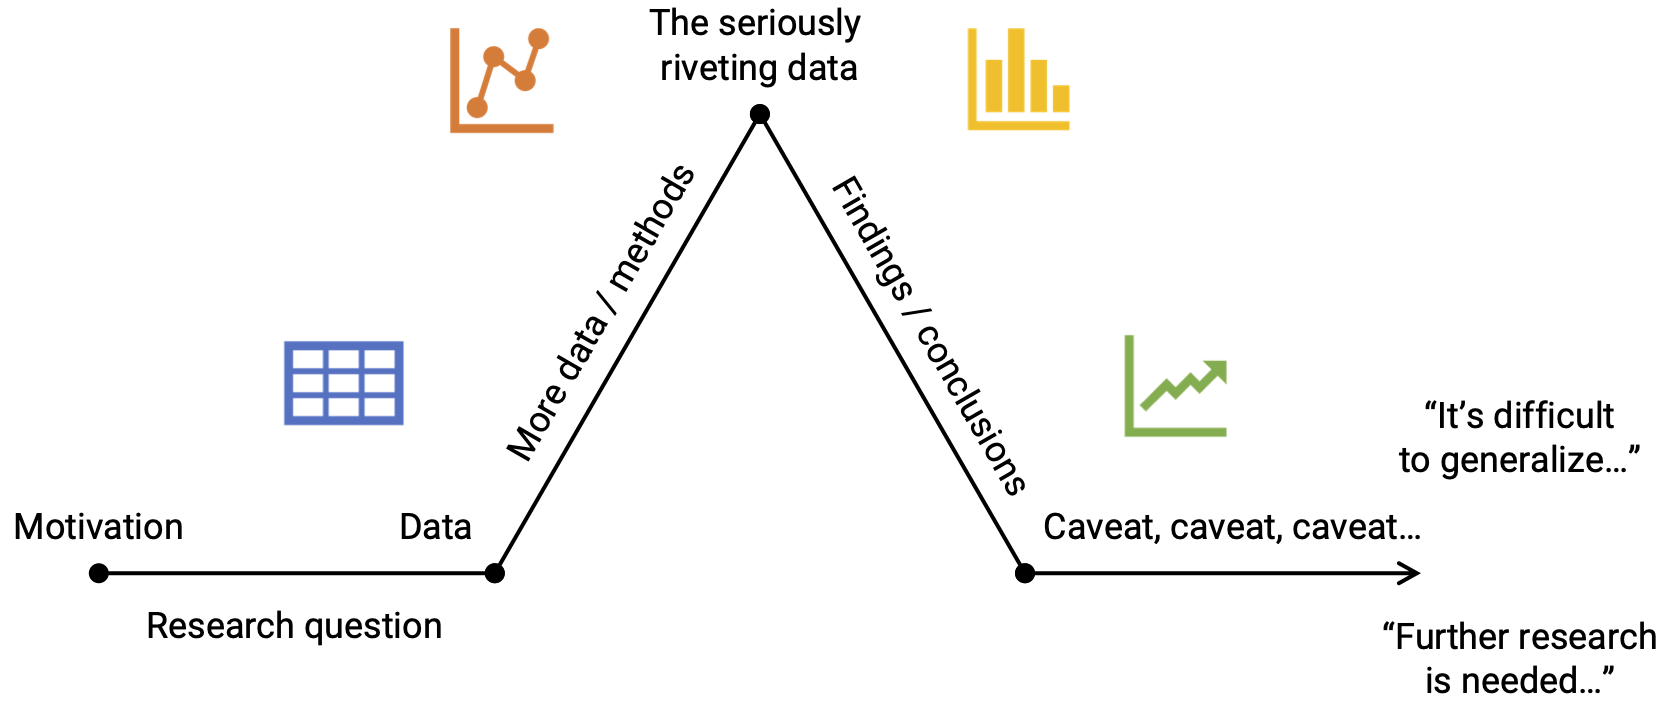 The seriously
riveting data
More data / methods
Findings / conclusions
“It’s difficult
to generalize…”
Motivation
Data
Caveat, caveat, caveat…
Research question
“Further research
is needed…”